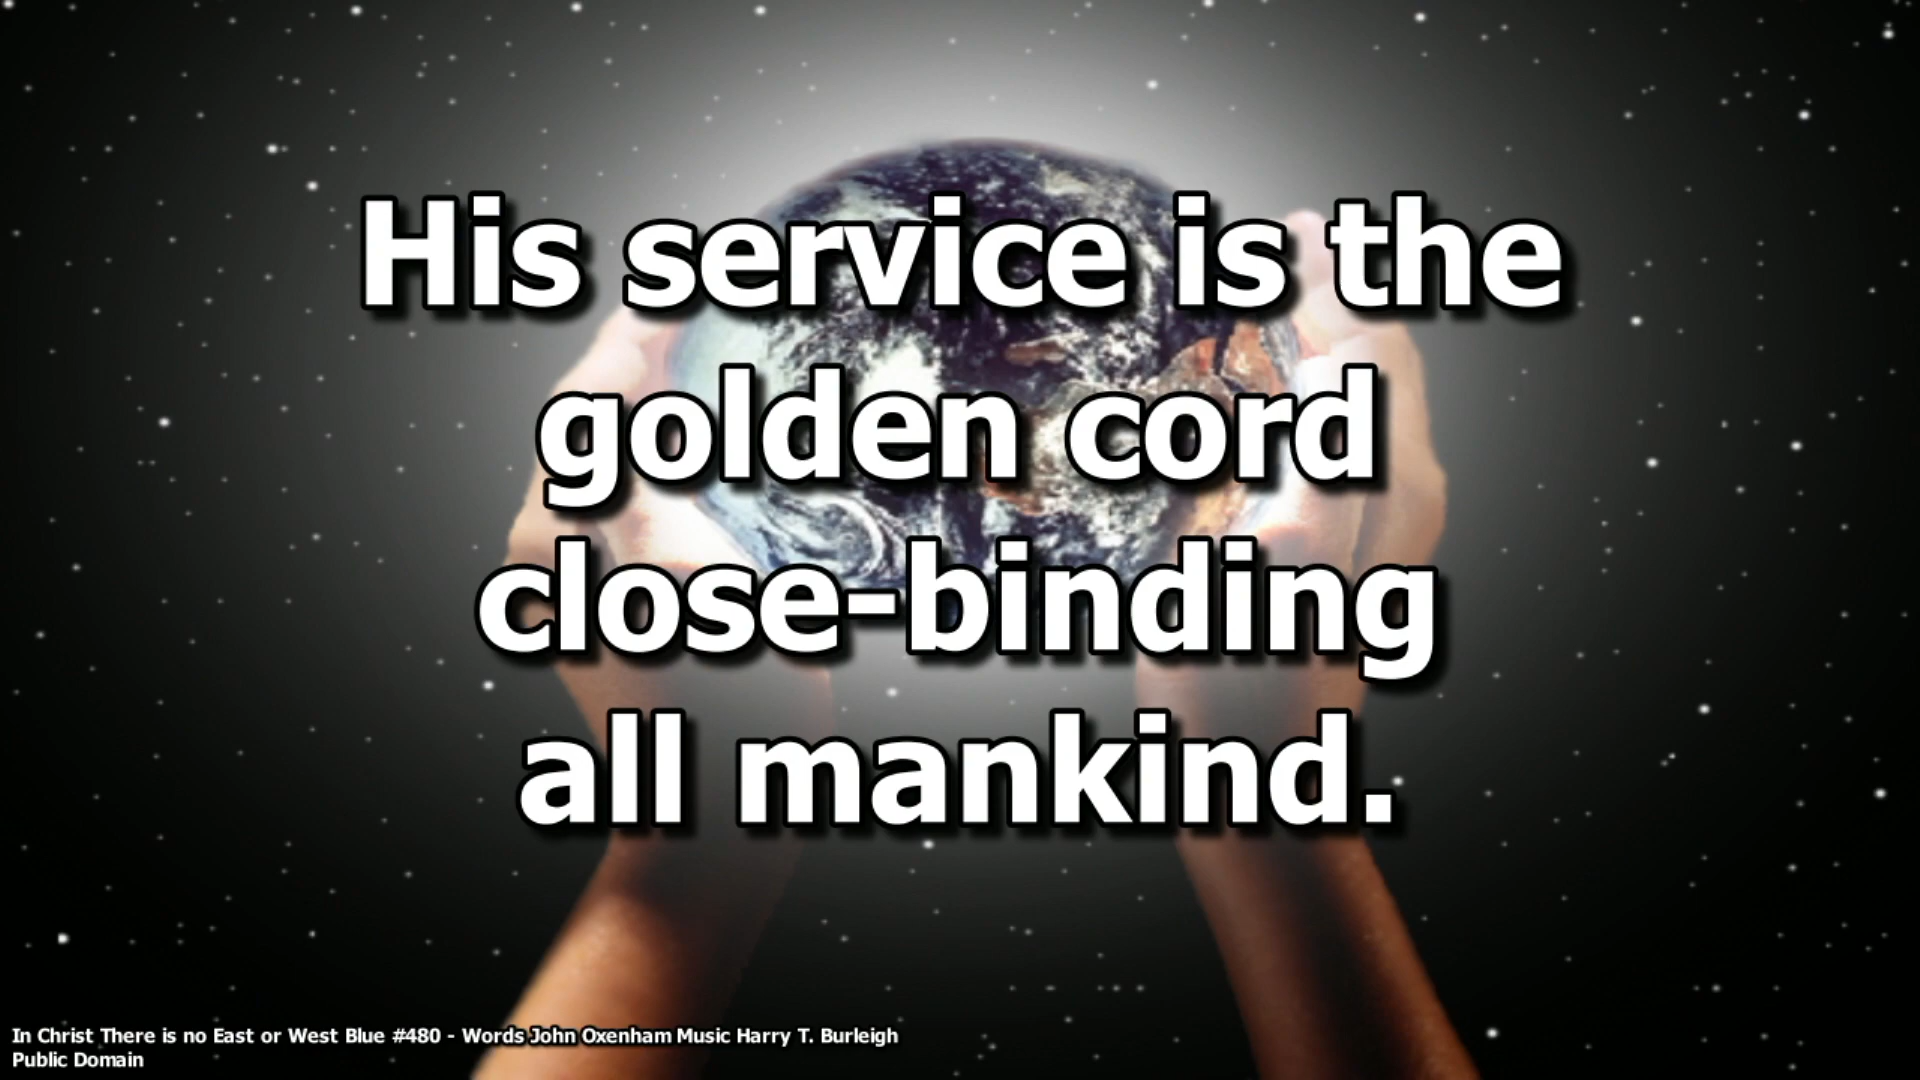 His service is the
golden cord
close-binding
all mankind.
In Christ There is no East or West Blue #480 - Words John Oxenham Music Harry T. Burleigh
Public Domain